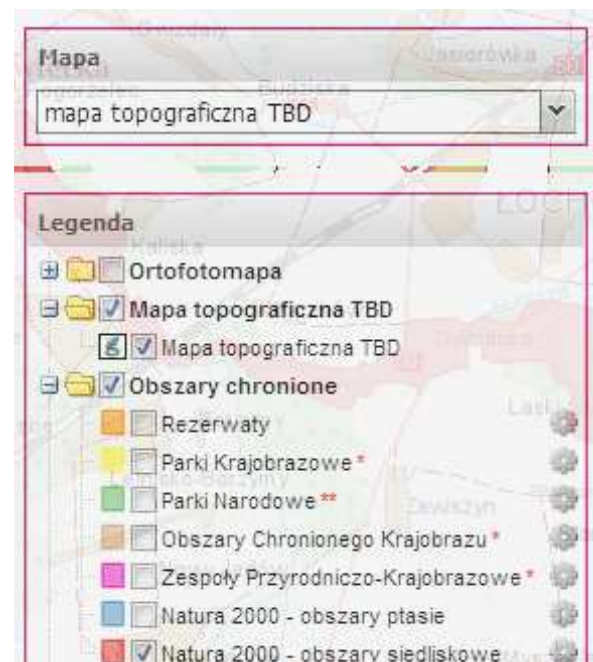 Mapa
mapa topograficzna TBD
Legenda
Ortofotomapa
Mapa topograficzna TBD
Mapa topograficzna TBD
Obszary chronione
Rezerwaty
Parki Krajobrazowe *
Parki Narodowe **
Obszary Chronionego Krajobrazu *
Zespoły Przyrodniczo-Krajobrazowe *
Zawiszyn
Natura 2000 - obszary ptasie
Natura 2000 - obszary siedliskowe